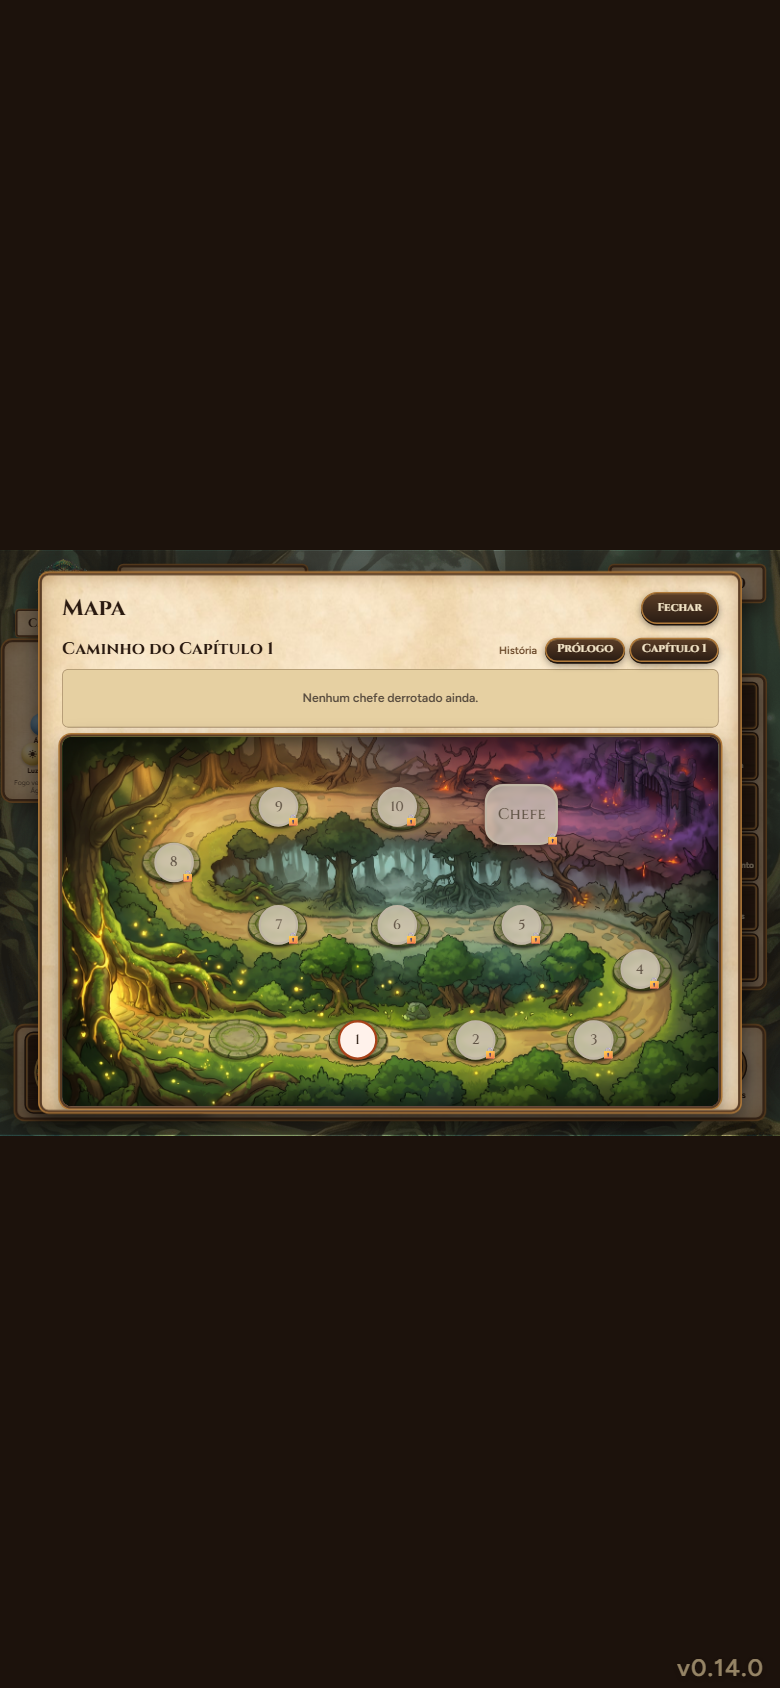 Mapa
Fechar
Caminho do Capítulo 1
História
Prólogo
Capítulo 1
Nenhum chefe derrotado ainda.
9
10
Chefe
8
7
6
5
4
1
2
3
v0.14.0